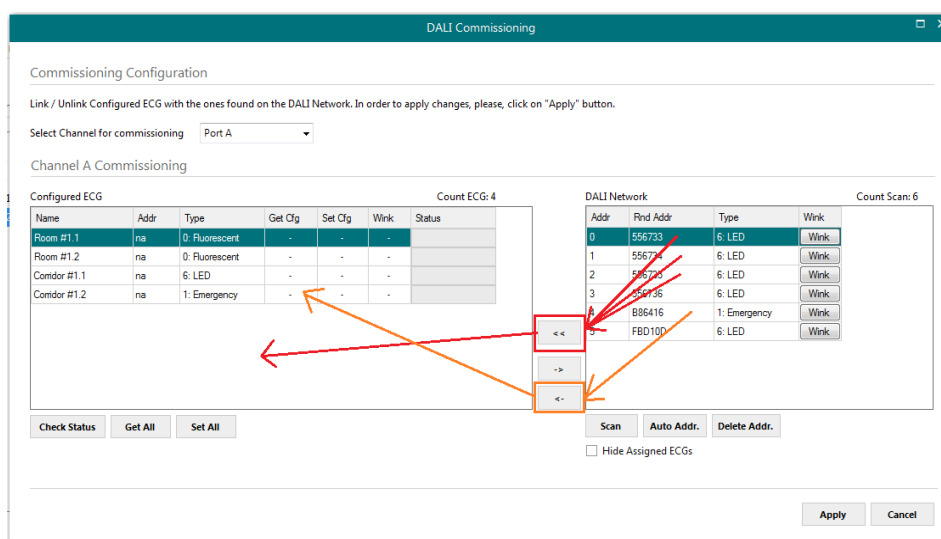 DALI Commissioning
Commissioning Configuration
Link / Unlink Configured ECG with the ones found on the DALI Network. In order to apply changes, please, click on "Apply" button.
Select Channel for commissioning Port A
Channel A Commissioning
Configured ECG Count ECG: 4 DALI Network Count Scan: 6
Name Addr Type Get Cfg Set Cfg Wink Status Addr Rnd Addr Type Wink
Room #1.1 na 0: Fluorescent - - - 0 556733 6: LED Wink
Room #1.2 na 0: Fluorescent - - - 1 556734 6: LED Wink
Corridor #1.1 na 6: LED - - - 2 556735 6: LED Wink
Corridor #1.2 na 1: Emergency - - - 3 556736 6: LED Wink
4 B86416 1: Emergency Wink
<< 5 FBD10D 6: LED Wink
->
<-
Check Status Get All Set All Scan Auto Addr. Delete Addr.
Hide Assigned ECGs
Apply Cancel